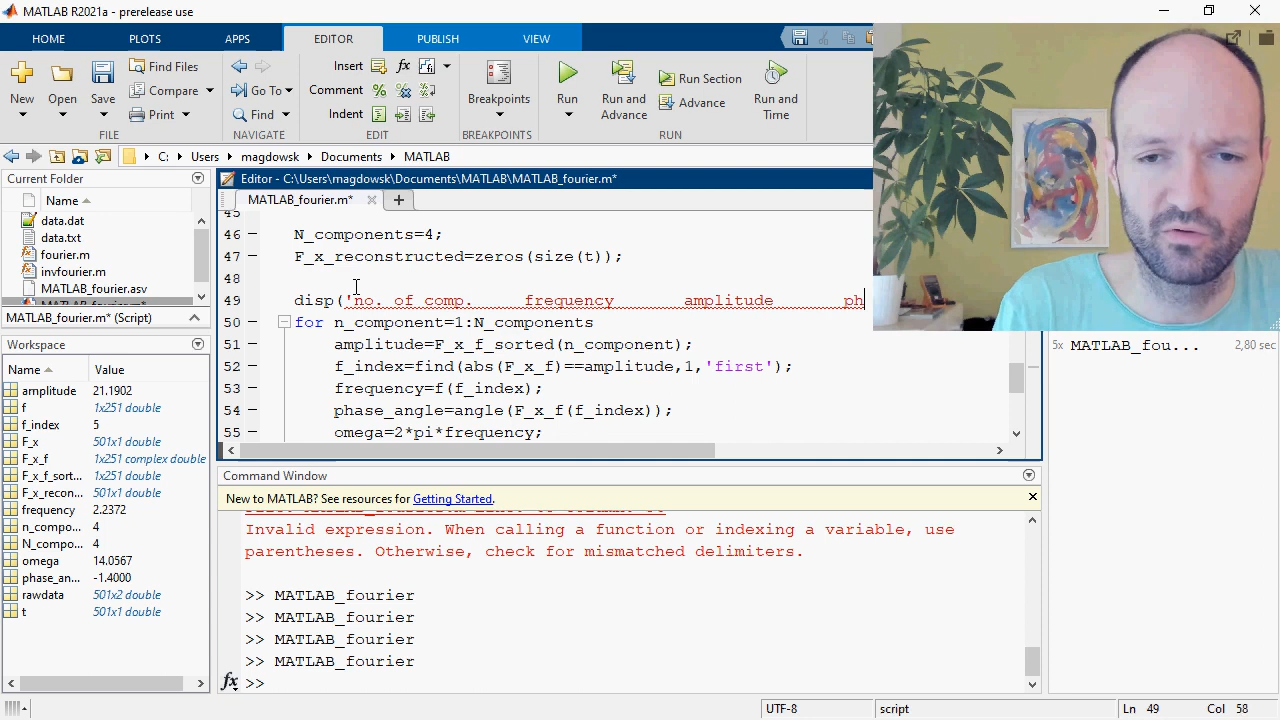 MATLAB R2021a - prerelease use
HOME PLOTS APPS EDITOR PUBLISH VIEW
New Open Save Find Files Compare Print Go To Find Insert fx Comment Indent Breakpoints Run Run and Advance Run Section Advance Run and Time
FILE NAVIGATE EDIT BREAKPOINTS RUN
C: Users magdowsk Documents MATLAB
Current Folder
Name
data.dat
data.txt
fourier.m
invfourier.m
MATLAB_fourier.asv
MATLAB_fourier.m* (Script)
Workspace
Name Value
amplitude 21.1902
f 1x251 double
f_index 5
F_x 501x1 double
F_x_f 1x251 complex double
F_x_f_sort... 1x251 double
F_x_recon... 501x1 double
frequency 2.2372
n_compo... 4
N_compo... 4
omega 14.0567
phase_an... -1.4000
rawdata 501x2 double
t 501x1 double
Editor - C:\Users\magdowsk\Documents\MATLAB\MATLAB_fourier.m*
MATLAB_fourier.m*
45
46 N_components=4;
47 F_x_reconstructed=zeros(size(t));
48
49 disp('no. of comp. frequency amplitude ph
50 for n_component=1:N_components
51 amplitude=F_x_f_sorted(n_component);
52 f_index=find(abs(F_x_f)==amplitude,1,'first');
53 frequency=f(f_index);
54 phase_angle=angle(F_x_f(f_index));
55 omega=2*pi*frequency;
5x MATLAB_fou... 2,80 sec
Command Window
New to MATLAB? See resources for Getting Started.
Invalid expression. When calling a function or indexing a variable, use
parentheses. Otherwise, check for mismatched delimiters.
>> MATLAB_fourier
>> MATLAB_fourier
>> MATLAB_fourier
>> MATLAB_fourier
fx >>
UTF-8 script Ln 49 Col 58